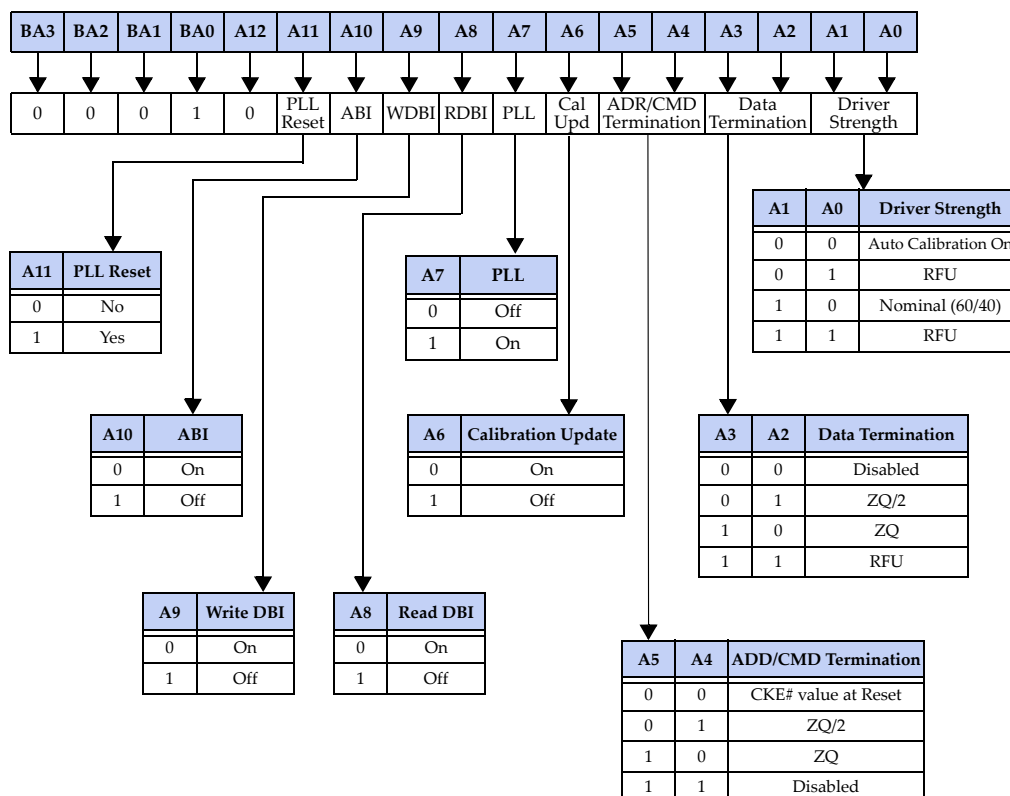 BA3 BA2 BA1 BA0 A12 A11 A10 A9 A8 A7 A6 A5 A4 A3 A2 A1 A0
0 0 0 1 0 PLL Reset ABI WDBI RDBI PLL Cal Upd ADR/CMD Termination Data Termination Driver Strength
A1 A0 Driver Strength
0 0 Auto Calibration On
0 1 RFU
1 0 Nominal (60/40)
1 1 RFU
A11 PLL Reset
0 No
1 Yes
A7 PLL
0 Off
1 On
A10 ABI
0 On
1 Off
A6 Calibration Update
0 On
1 Off
A3 A2 Data Termination
0 0 Disabled
0 1 ZQ/2
1 0 ZQ
1 1 RFU
A9 Write DBI
0 On
1 Off
A8 Read DBI
0 On
1 Off
A5 A4 ADD/CMD Termination
0 0 CKE# value at Reset
0 1 ZQ/2
1 0 ZQ
1 1 Disabled